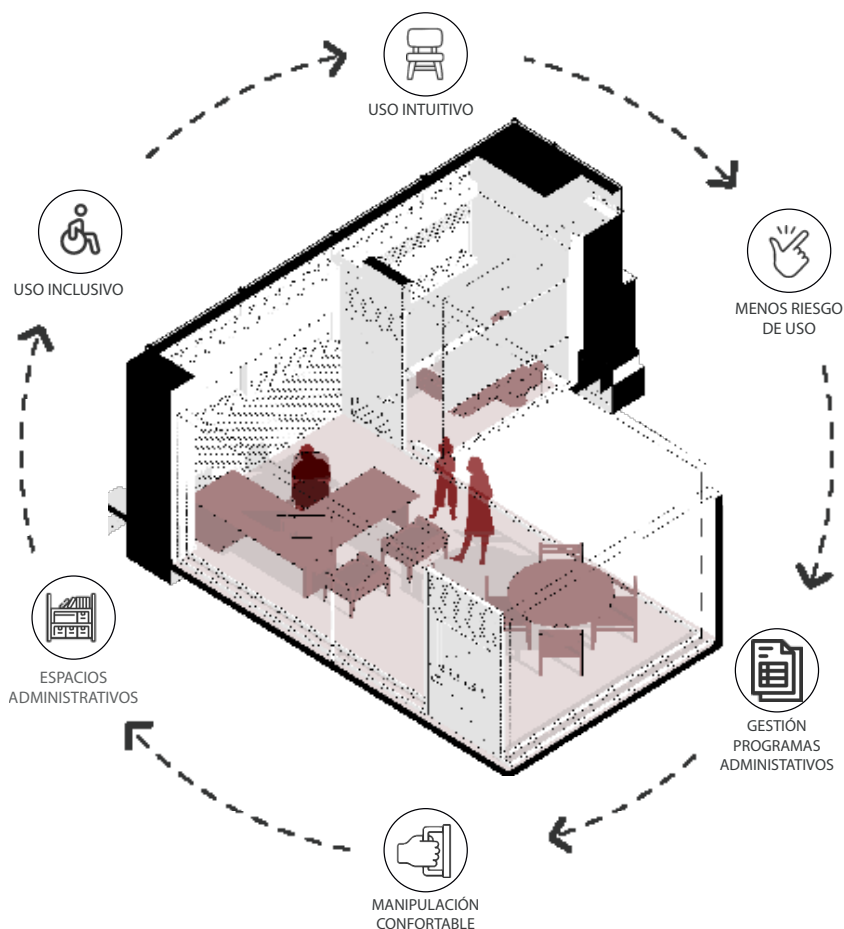 USO INTUITIVO
USO INCLUSIVO
MENOS RIESGO
DE USO
ESPACIOS
ADMINISTRATIVOS
GESTIÓN
PROGRAMAS
ADMINISTATIVOS
MANIPULACIÓN
CONFORTABLE